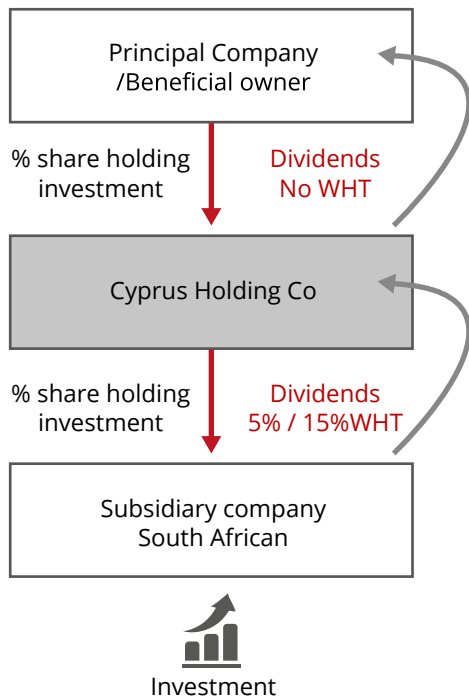 Principal Company
/Beneficial owner
% share holding
investment
Dividends
No WHT
Cyprus Holding Co
% share holding
investment
Dividends
5% / 15%WHT
Subsidiary company
South African
Investment